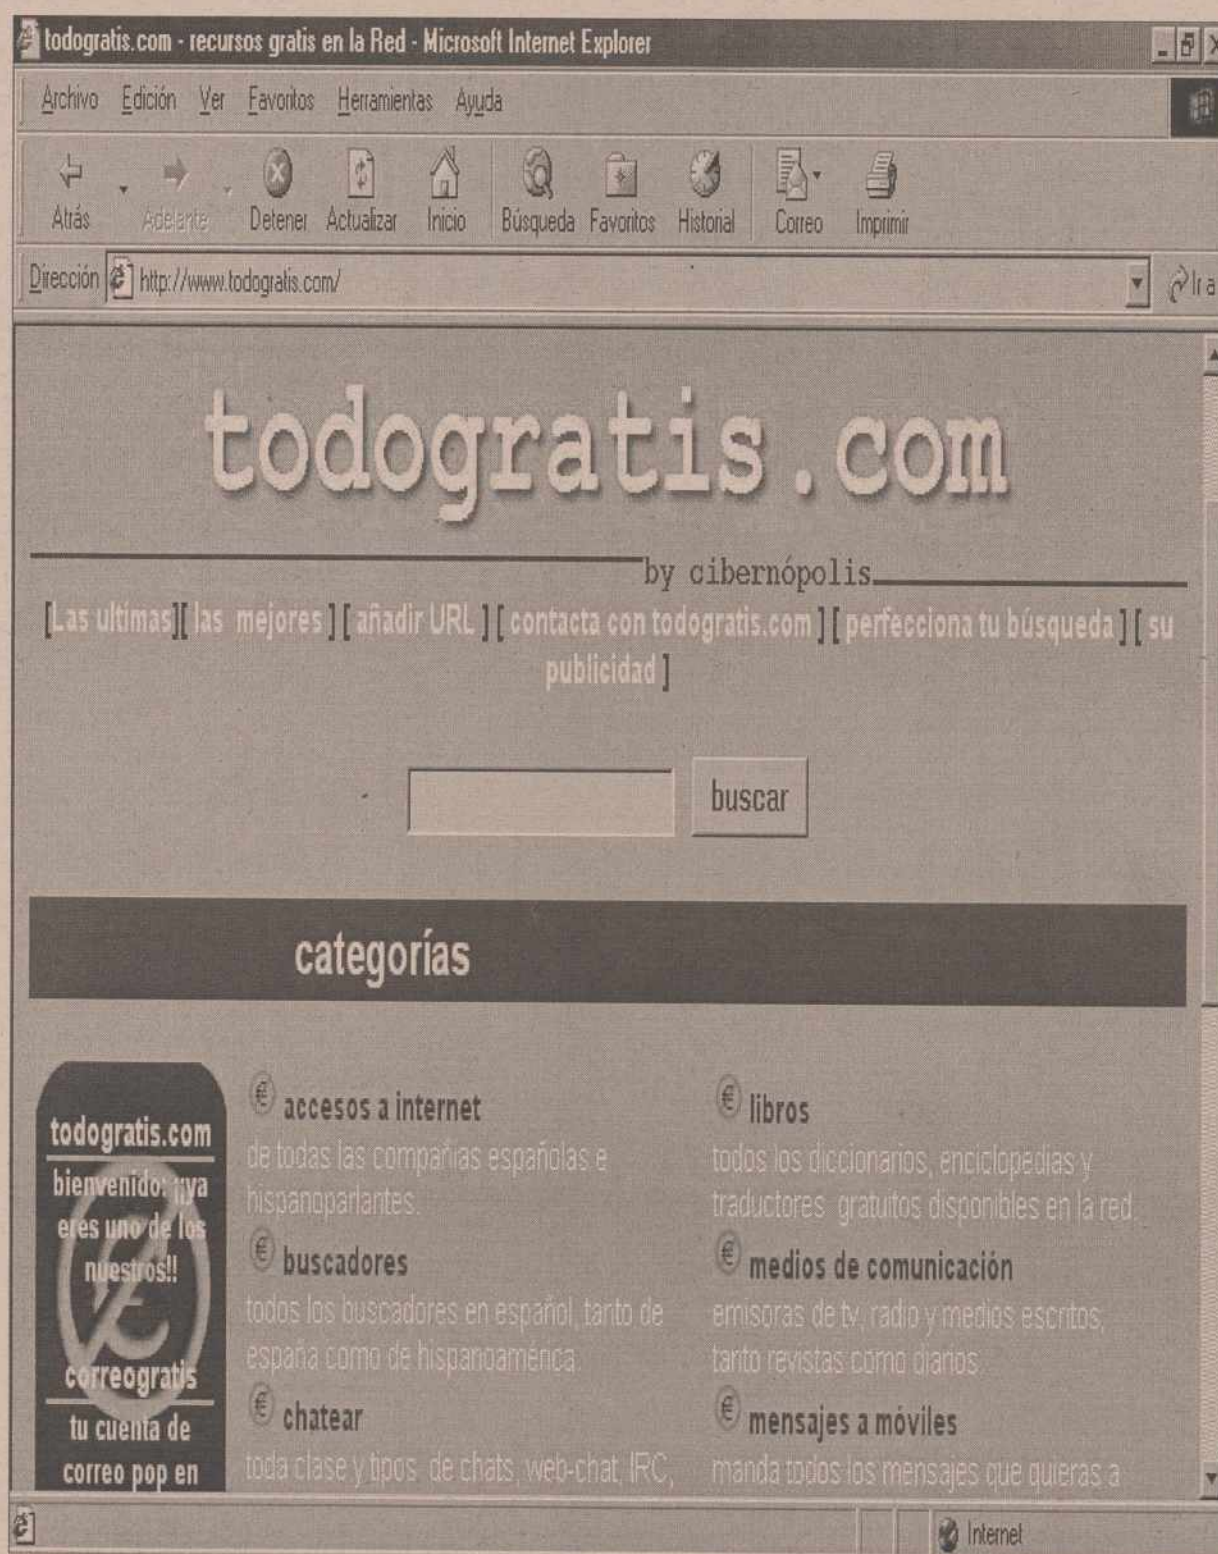 todogratis.com - recursos gratis en la Red - Microsoft Internet Explorer
Archivo Edición Ver Favoritos Herramientas Ayuda
Atrás Adelante Detener Actualizar Inicio Búsqueda Favoritos Historial Correo Imprimir
Dirección http://www.todogratis.com/ Ir a
todogratis.com
by cibernópolis
[Las ultimas][ las mejores ] [ añadir URL ] [ contacta con todogratis.com ] [ perfecciona tu búsqueda ] [ su
publicidad ]
buscar
categorías
todogratis.com
bienvenido: ¡¡ya
eres uno de los
nuestros!!
correogratis
tu cuenta de
correo pop en
accesos a internet
de todas las compañías españolas e
hispanoparlantes.
buscadores
todos los buscadores en español, tanto de
españa como de hispanoamérica.
chatear
toda clase y tipos de chats, web-chat, IRC,
libros
todos los diccionarios, enciclopedias y
traductores gratuitos disponibles en la red.
medios de comunicación
emisoras de tv, radio y medios escritos,
tanto revistas como diarios.
mensajes a móviles
manda todos los mensajes que quieras a
Internet